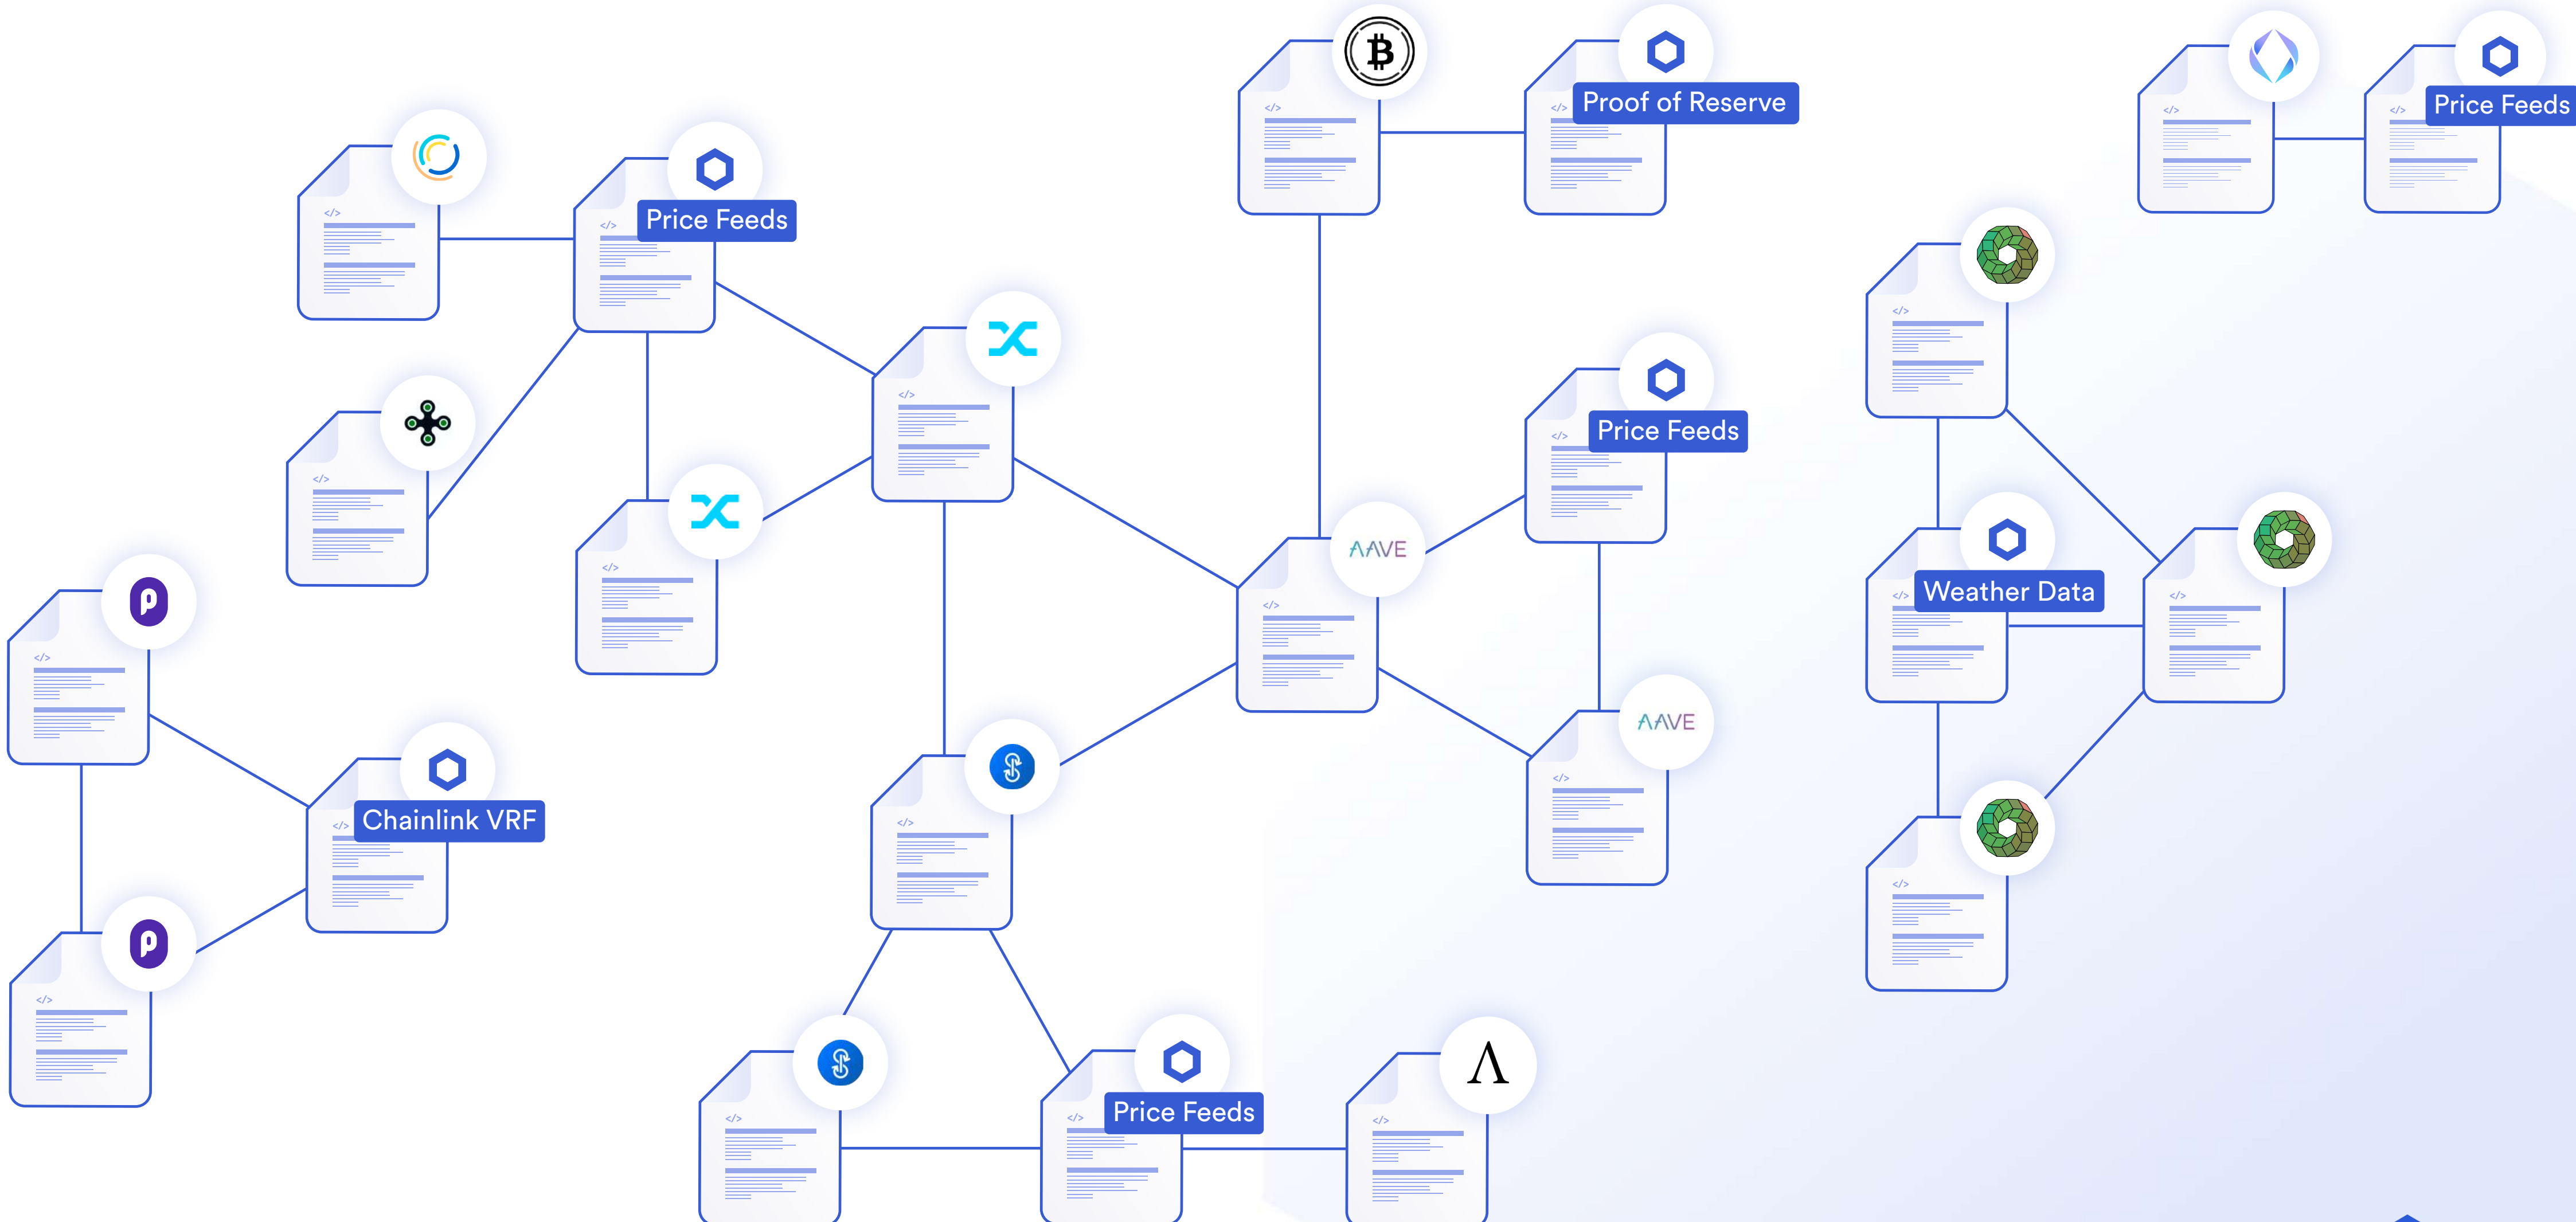 Proof of Reserve
Price Feeds
Price Feeds
Price Feeds
AAVE
Weather Data
AAVE
Chainlink VRF
Price Feeds